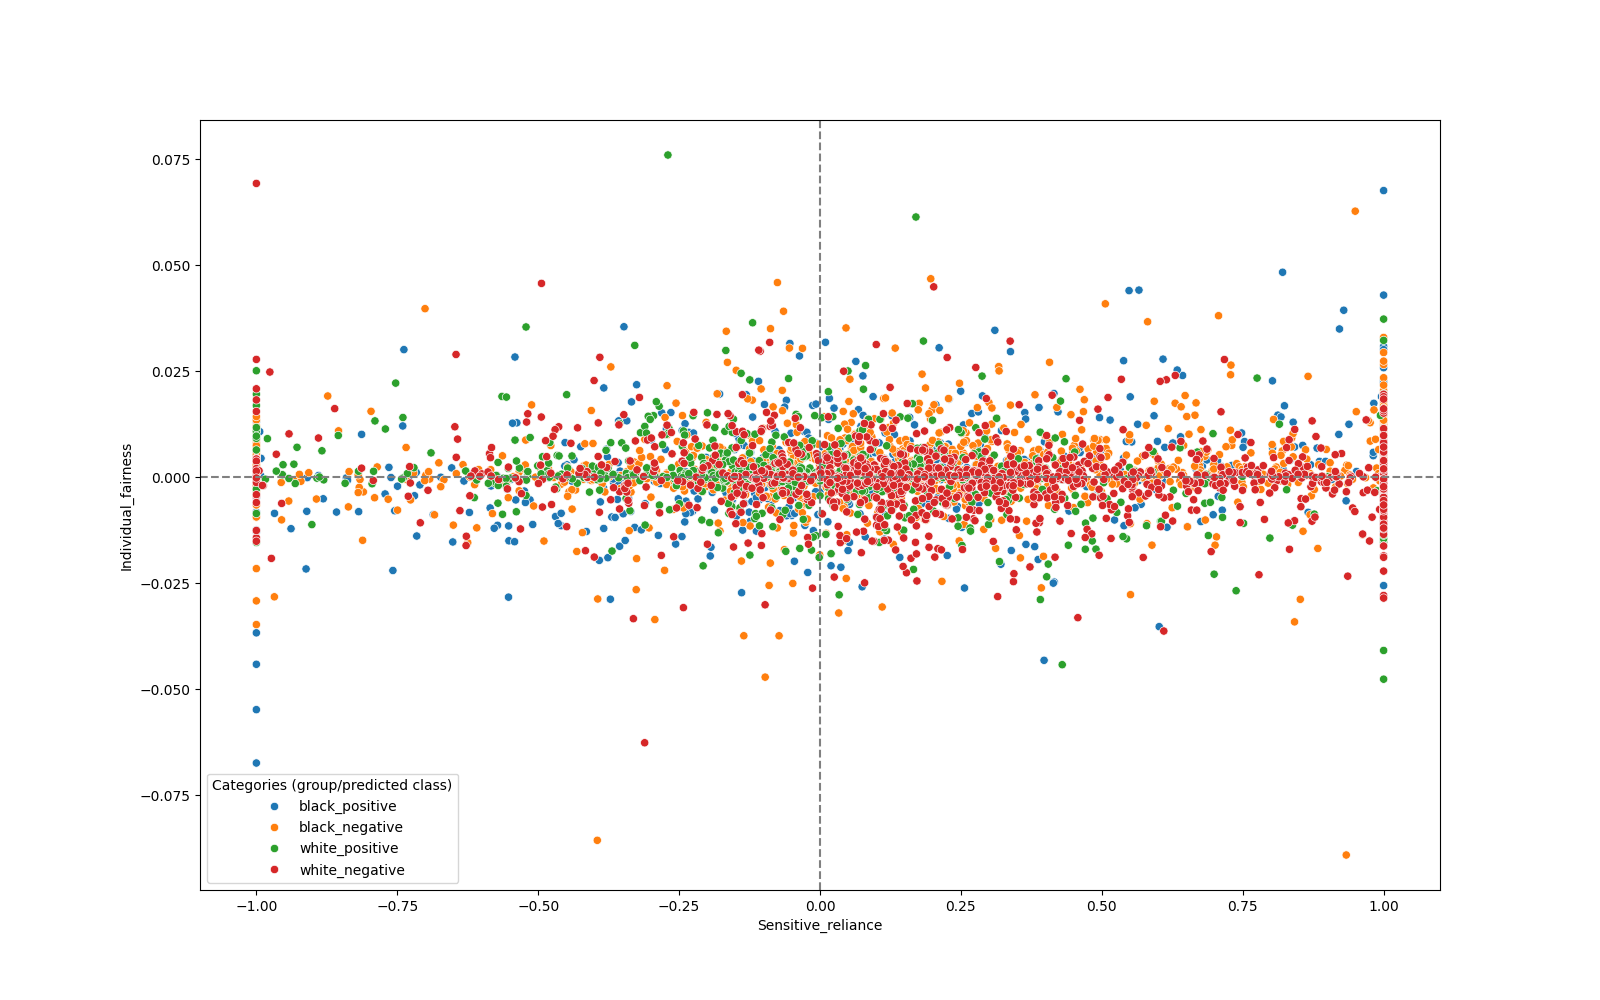 0.075
0.050
0.025
0.000
−0.025
−0.050
−0.075
Individual_fairness
Categories (group/predicted class)
black_positive
black_negative
white_positive
white_negative
−1.00 −0.75 −0.50 −0.25 0.00 0.25 0.50 0.75 1.00
Sensitive_reliance